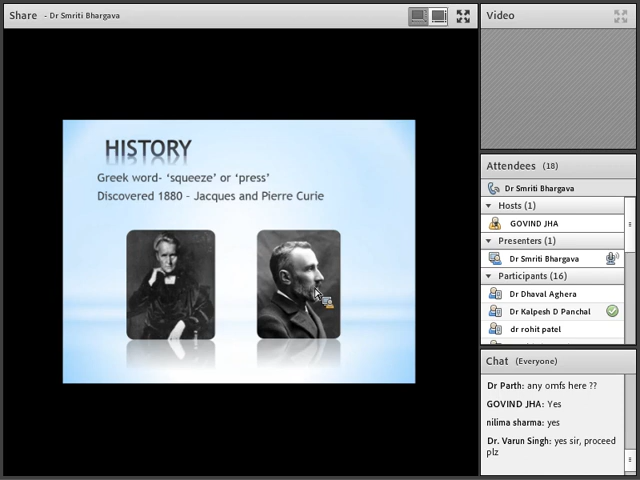 Share - Dr Smriti Bhargava
HISTORY
Greek word- ‘squeeze’ or ‘press’
Discovered 1880 - Jacques and Pierre Curie
Video
Attendees (18)
Dr Smriti Bhargava
Hosts (1)
GOVIND JHA
Presenters (1)
Dr Smriti Bhargava
Participants (16)
Dr Dhaval Aghera
Dr Kalpesh D Panchal
dr rohit patel
Chat (Everyone)
Dr Parth: any omfs here ??
GOVIND JHA: Yes
nilima sharma: yes
Dr. Varun Singh: yes sir, proceed
plz